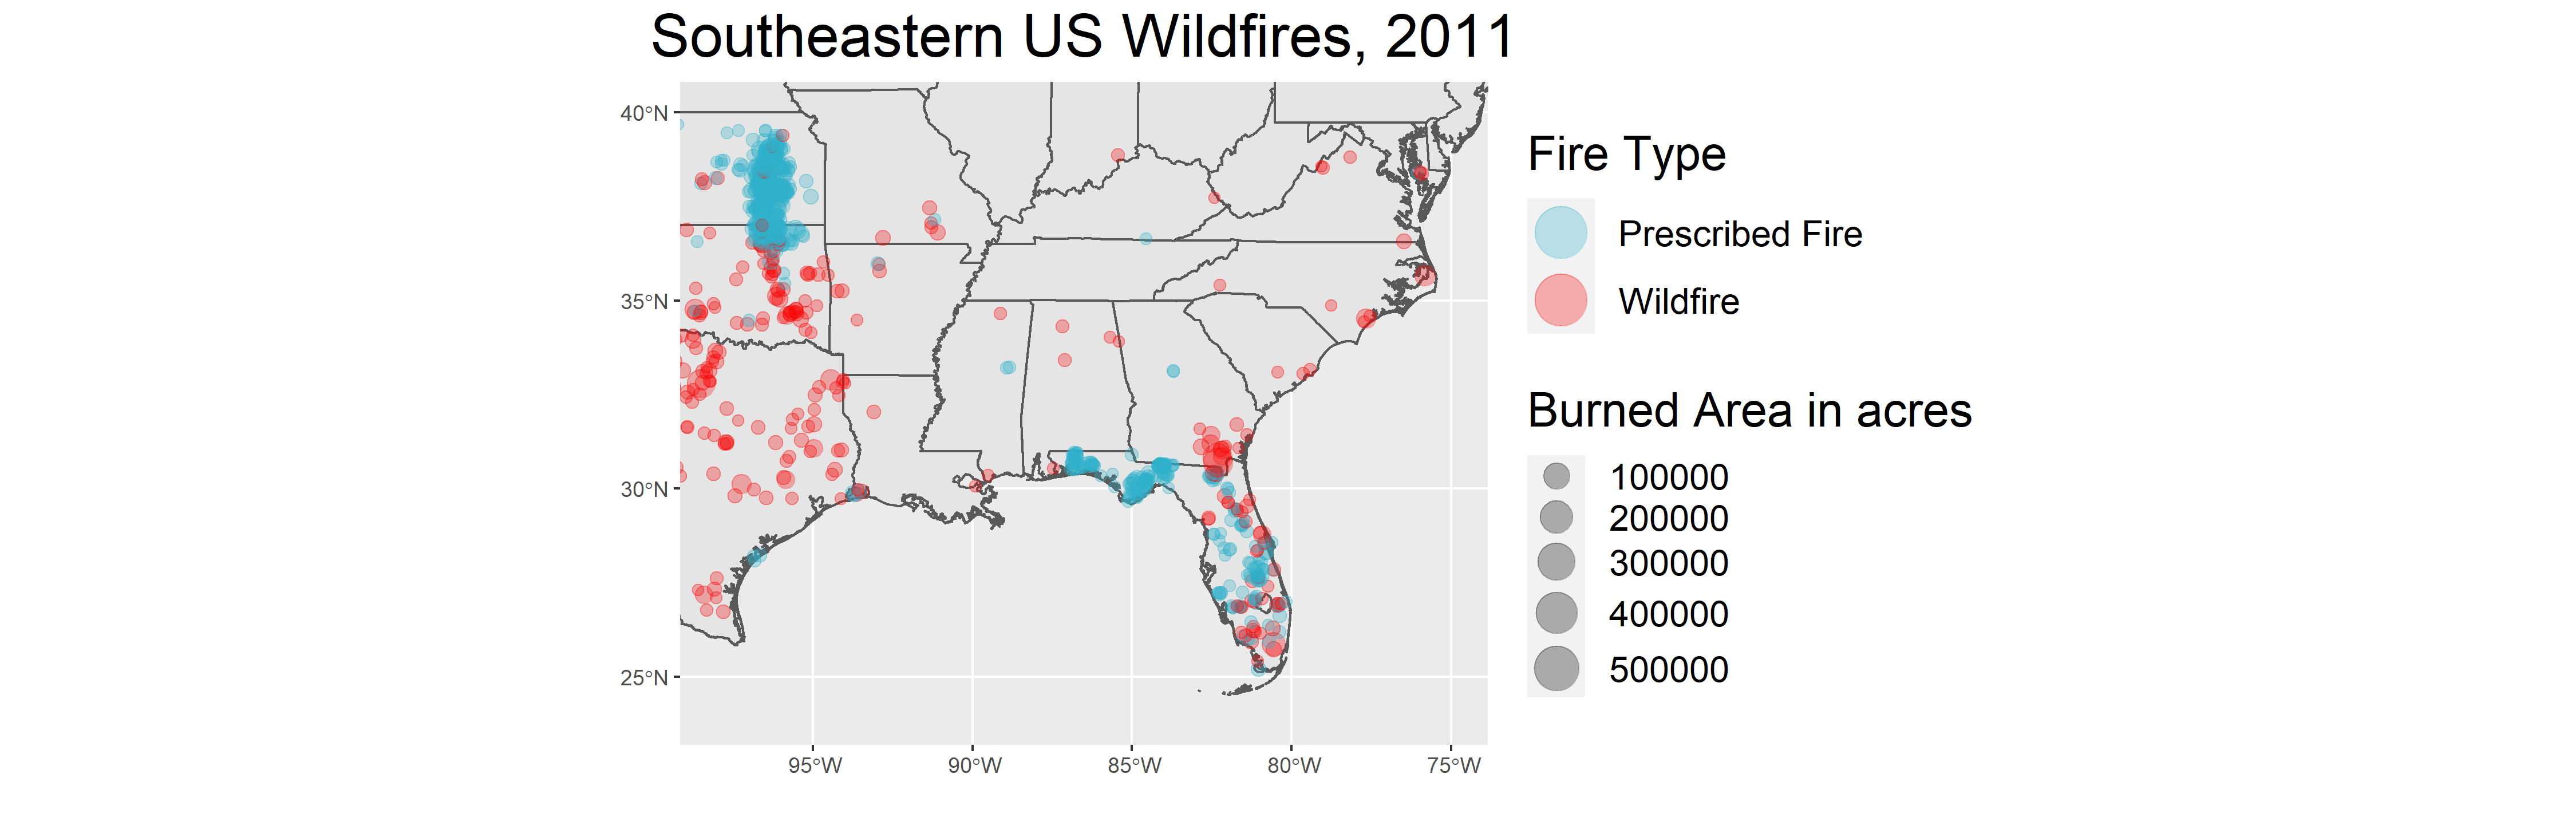 Southeastern US Wildfires, 2011
40°N
35°N
30°N
25°N
95°W
90°W
85°W
80°W
75°W
Fire Type
Prescribed Fire
Wildfire
Burned Area in acres
100000
200000
300000
400000
500000